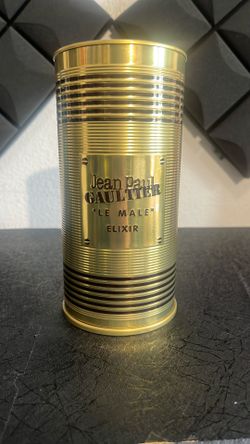 Jean Paul
GAULTIER
"LE MALE"
ELIXIR